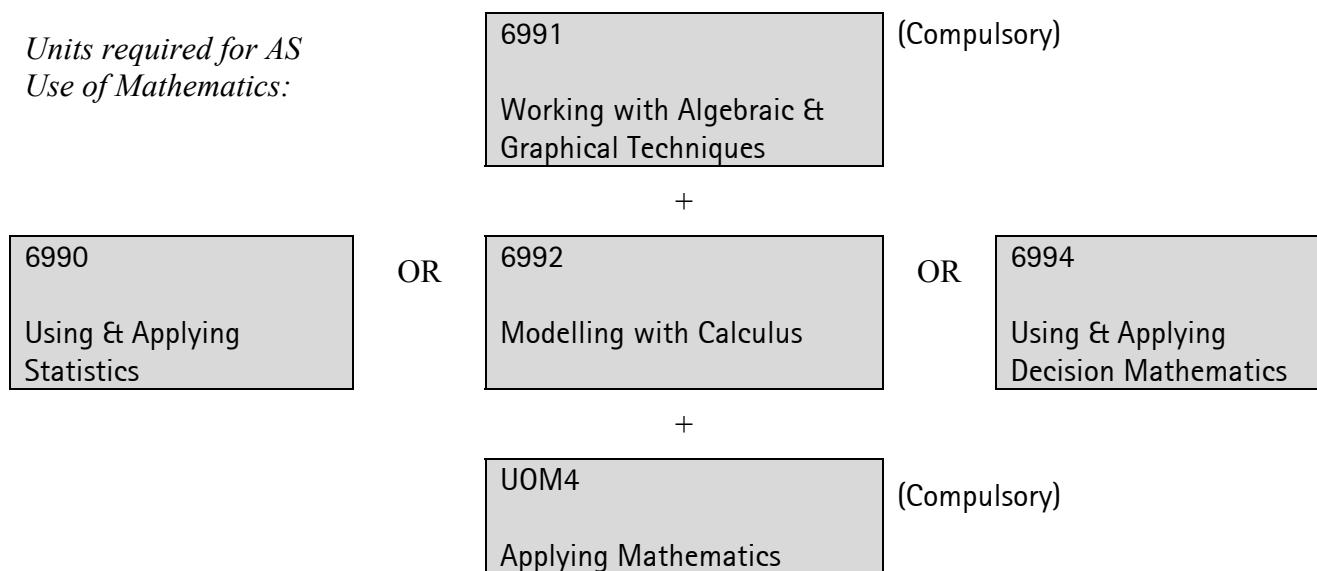 Units required for AS
Use of Mathematics:
6991
(Compulsory)
Working with Algebraic &
Graphical Techniques
+
6990
Using & Applying
Statistics
OR
6992
Modelling with Calculus
OR
6994
Using & Applying
Decision Mathematics
+
UOM4
(Compulsory)
Applying Mathematics